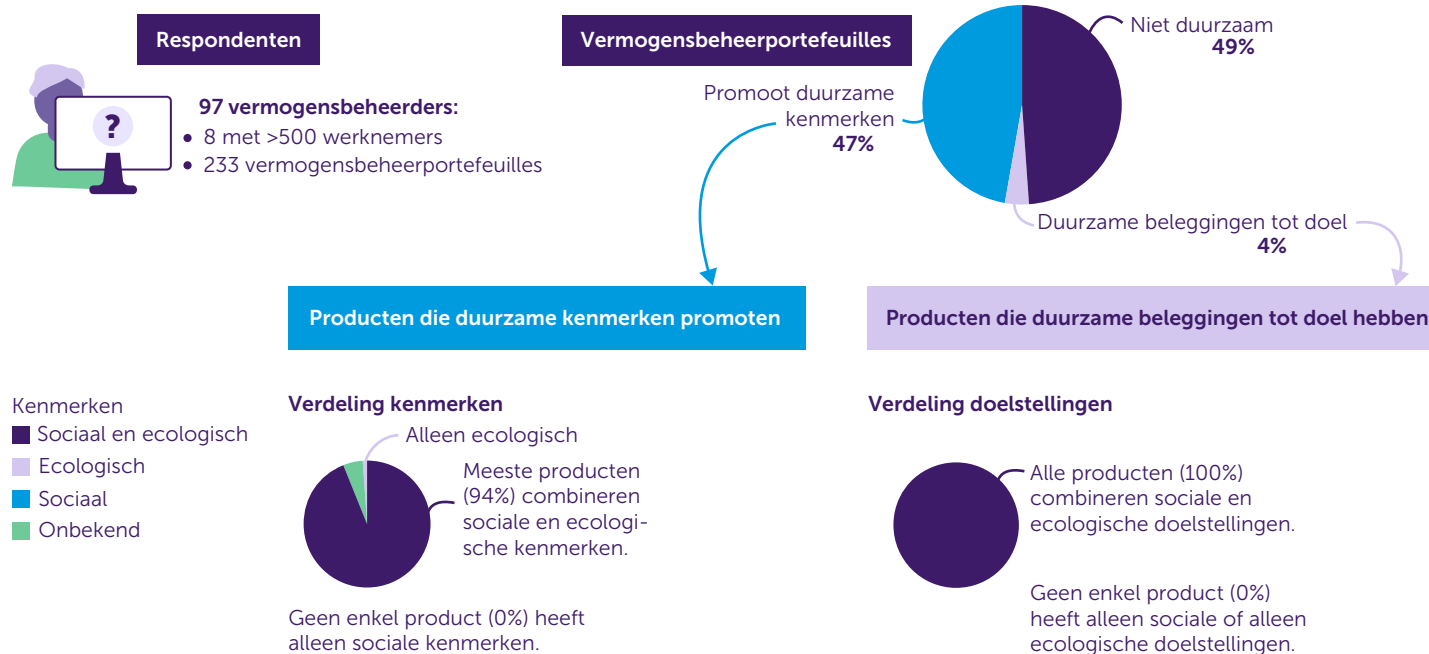 Respondenten
?
97 vermogensbeheerders:
• 8 met >500 werknemers
• 233 vermogensbeheerportefeuilles
Vermogensbeheerportefeuilles
Niet duurzaam
49%
Promoot duurzame
kenmerken
47%
Duurzame beleggingen tot doel
4%
Producten die duurzame kenmerken promoten
Producten die duurzame beleggingen tot doel hebben
Kenmerken
Sociaal en ecologisch
Ecologisch
Sociaal
Onbekend
Verdeling kenmerken
Alleen ecologisch
Meeste producten
(94%) combineren
sociale en ecologi-
sche kenmerken.
Geen enkel product (0%) heeft
alleen sociale kenmerken.
Verdeling doelstellingen
Alle producten (100%)
combineren sociale en
ecologische doelstellingen.
Geen enkel product (0%)
heeft alleen sociale of alleen
ecologische doelstellingen.